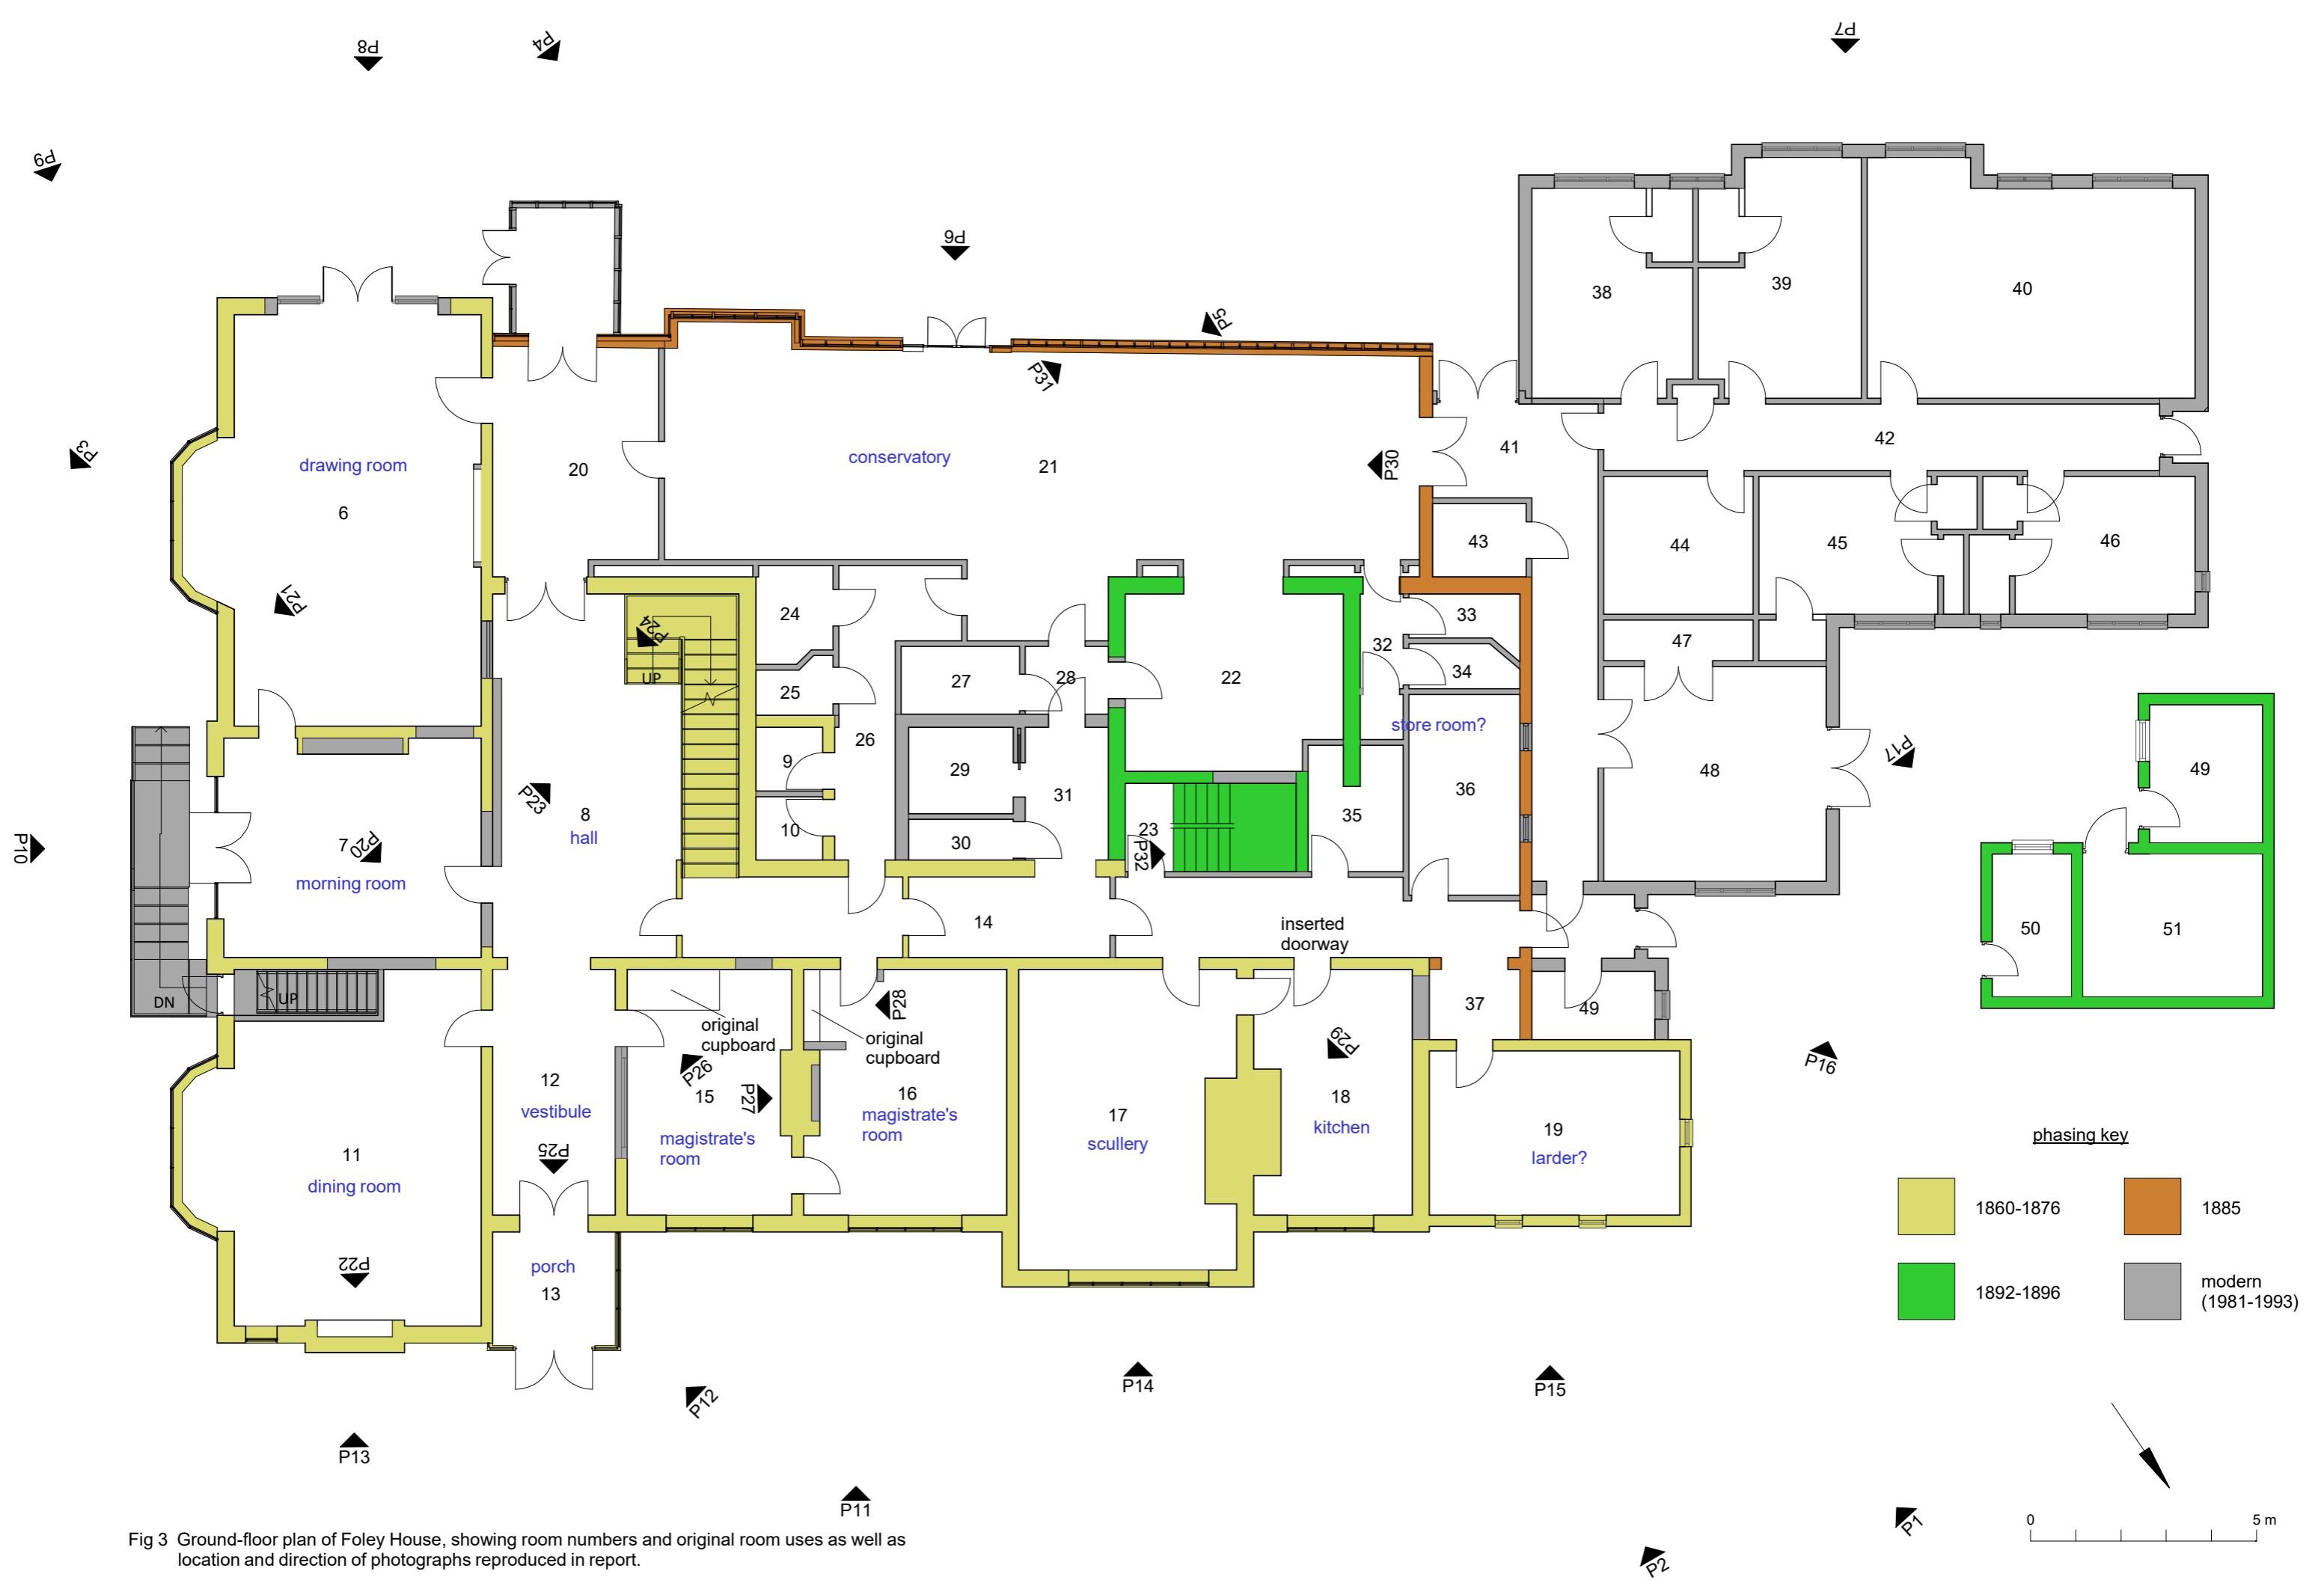 P8
P4
P7
P9
P6
P5
P31
38
39
40
P3
drawing room
6
20
conservatory
21
P30
41
42
43
44
45
46
P21
24
P24
UP
25
26
27
28
22
32
33
34
47
store room?
9
10
29
30
31
23
P32
35
36
48
P17
49
50
51
P10
7
P20
morning room
P23
8
hall
14
inserted
doorway
DN
UP
original
cupboard
P28
original
cupboard
37
49
P29
P16
P26
P27
12
vestibule
P25
15
magistrate's
room
16
magistrate's
room
17
scullery
18
kitchen
19
larder?
11
dining room
P22
porch
13
phasing key
1860-1876
1885
1892-1896
modern
(1981-1993)
P13
P12
P11
P14
P15
P1
P2
0
5 m
Fig 3 Ground-floor plan of Foley House, showing room numbers and original room uses as well as
location and direction of photographs reproduced in report.